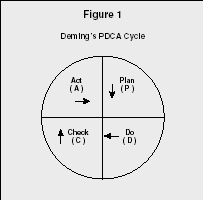 Figure 1
Deming's PDCA Cycle
Act
( A )
Plan
( P )
Check
( C )
Do
( D )